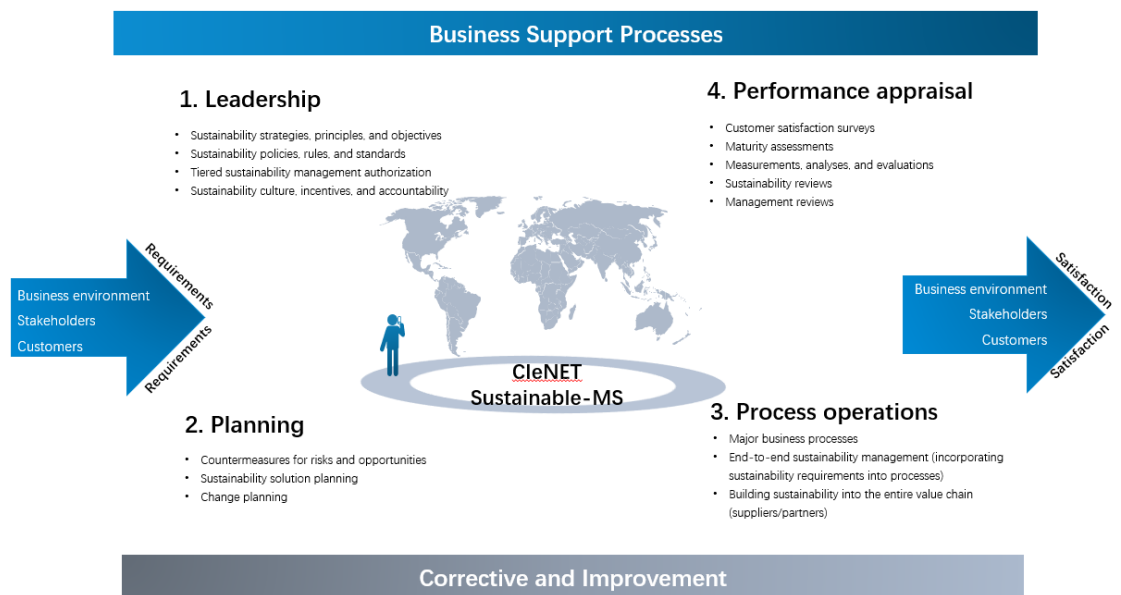 Business Support Processes
1. Leadership
• Sustainability strategies, principles, and objectives
• Sustainability policies, rules, and standards
• Tiered sustainability management authorization
• Sustainability culture, incentives, and accountability
4. Performance appraisal
• Customer satisfaction surveys
• Maturity assessments
• Measurements, analyses, and evaluations
• Sustainability reviews
• Management reviews
Requirements
Business environment
Stakeholders
Customers
Requirements
CleNET
Sustainable-MS
Satisfaction
Business environment
Stakeholders
Customers
Satisfaction
2. Planning
• Countermeasures for risks and opportunities
• Sustainability solution planning
• Change planning
3. Process operations
• Major business processes
• End-to-end sustainability management (incorporating
sustainability requirements into processes)
• Building sustainability into the entire value chain
(suppliers/partners)
Corrective and Improvement